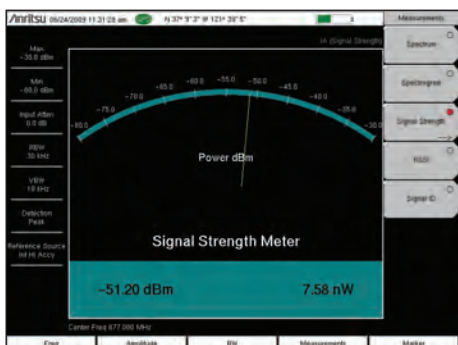 Anritsu 06/24/2009 11:31:28 am
Measurements
IA (Signal Strength)
Max
-30.0 dBm
Min
-80.0 dBm
Input Atten
0.0 dB
RBW
30 kHz
VBW
10 kHz
Detection
Peak
Reference Source
Int Hi Accy
-80.0
-75.0
-70.0
-65.0
-60.0
-55.0
-50.0
-45.0
-40.0
-35.0
-30.0
Power dBm
Signal Strength Meter
-51.20 dBm
7.58 nW
Center Freq 877.000 MHz
Spectrum
Spectrogram
Signal Strength
RSSI
Signal ID
Freq
Amplitude
BW
Measurements
Marker